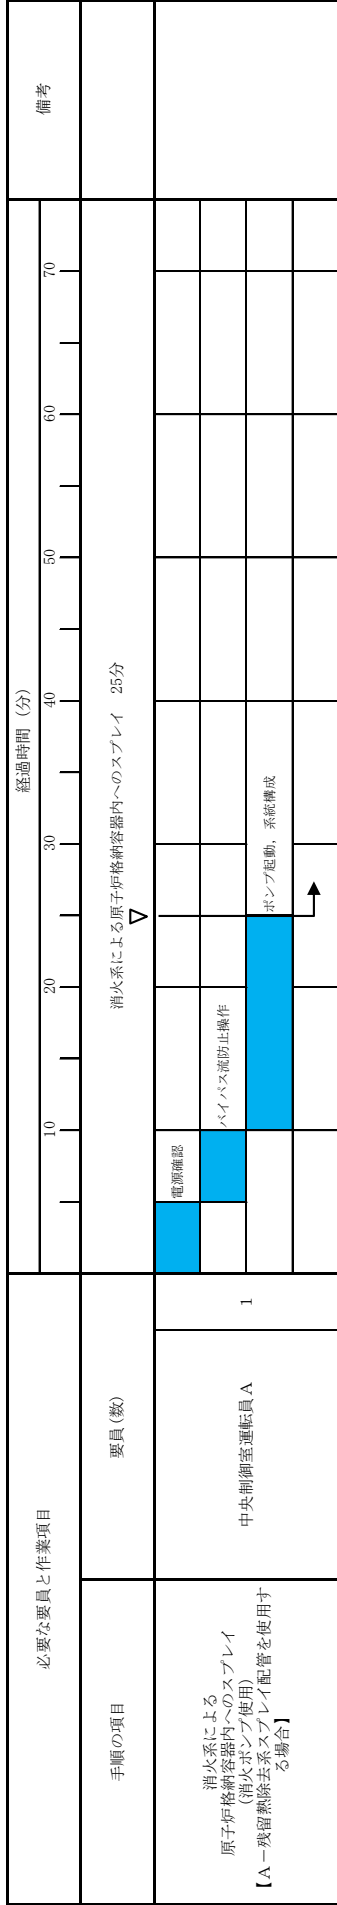 必要な要員と作業項目
経過時間（分）
備考
手順の項目
要員(数)
10
20
30
40
50
60
70
消火系による原子炉格納容器内へのスプレイ　25分
消火系による
原子炉格納容器内へのスプレイ
(消火ポンプ使用)
【A－残留熱除去系スプレイ配管を使用す
る場合】
中央制御室運転員A
1
電源確認
バイパス流防止操作
ポンプ起動，系統構成